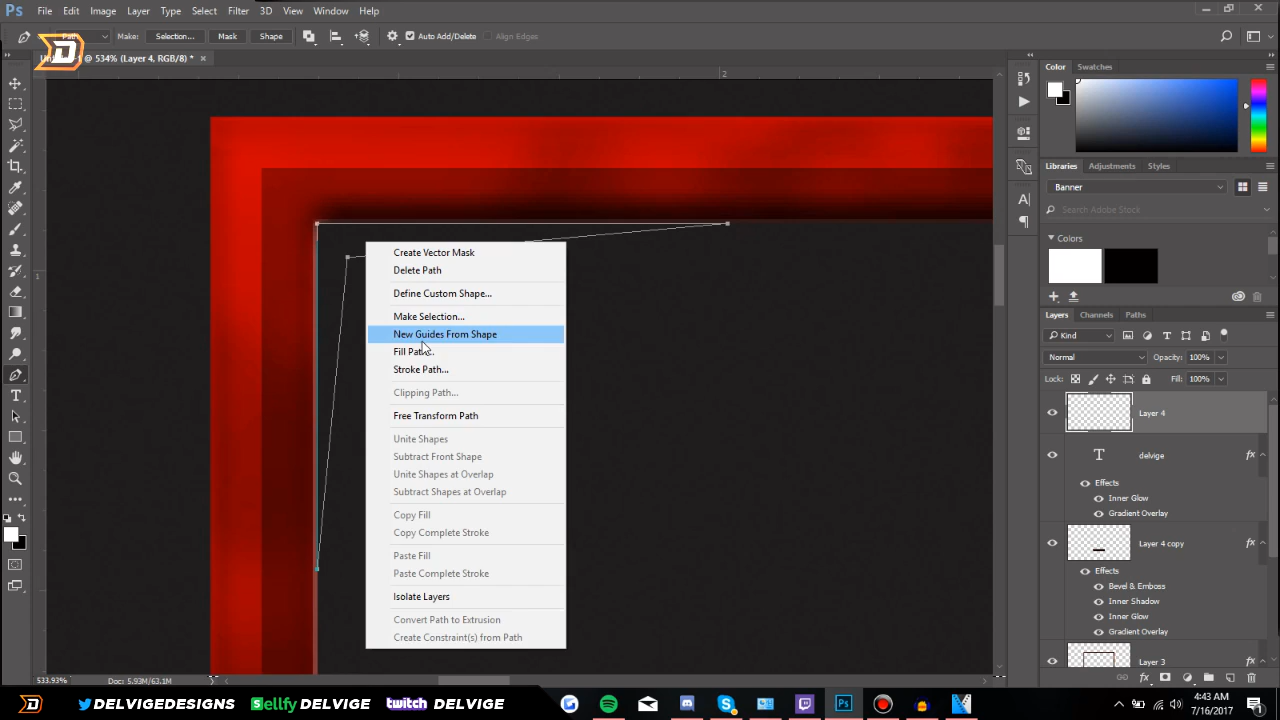 Ps File Edit Image Layer Type Select Filter 3D View Window Help
Make: Selection... Mask Shape Auto Add/Delete Align Edges
D @ 534% (Layer 4, RGB/8) * ×
2
1
Create Vector Mask
Delete Path
Define Custom Shape...
Make Selection...
New Guides From Shape
Stroke Path...
Clipping Path...
Free Transform Path
Unite Shapes
Subtract Front Shape
Unite Shapes at Overlap
Subtract Shapes at Overlap
Copy Fill
Copy Complete Stroke
Paste Fill
Paste Complete Stroke
Isolate Layers
Convert Path to Extrusion
Create Constraint(s) from Path
Color Swatches
Libraries Adjustments Styles
Banner
Search Adobe Stock
Colors
Layers Channels Paths
Kind
Normal Opacity: 100%
Lock: Fill: 100%
Layer 4
T delvige fx
Effects
Inner Glow
Gradient Overlay
Layer 4 copy fx
Effects
Bevel & Emboss
Inner Shadow
Inner Glow
Gradient Overlay
Layer 3 fx
533.93% Doc: 5.93M/63.1M
D DELVIGEDESIGNS Sellfy DELVIGE twitch DELVIGE
4:43 AM
7/16/2017